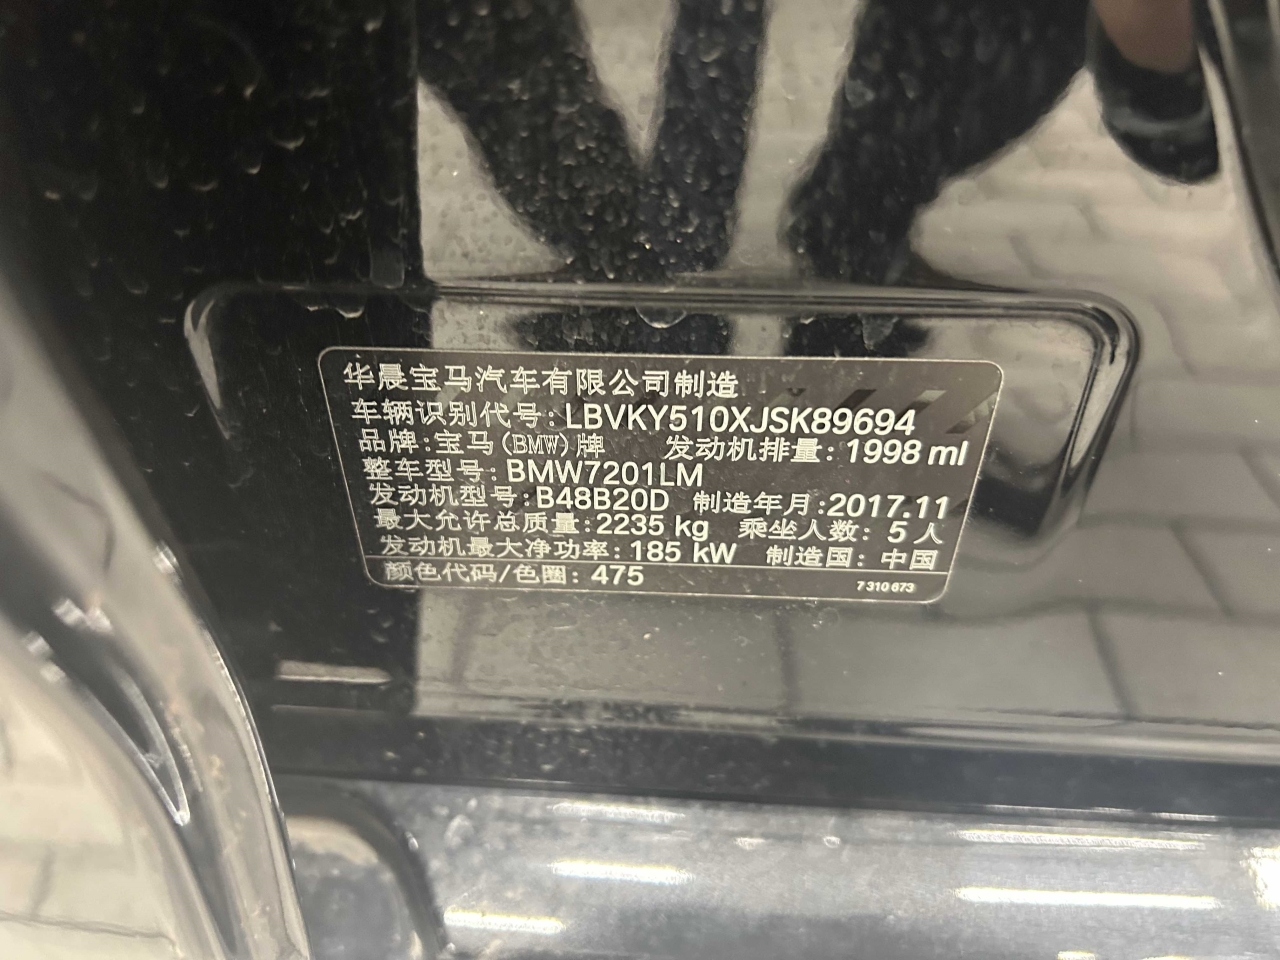 华晨宝马汽车有限公司制造
车辆识别代号: LBVKY510XJSK89694
品牌: 宝马(BMW)牌 发动机排量: 1998 ml
整车型号: BMW7201LM
发动机型号: B48B20D 制造年月: 2017.11
最大允许总质量: 2235 kg 乘坐人数: 5 人
发动机最大净功率: 185 kW 制造国: 中国
颜色代码/色圈: 475 7310673